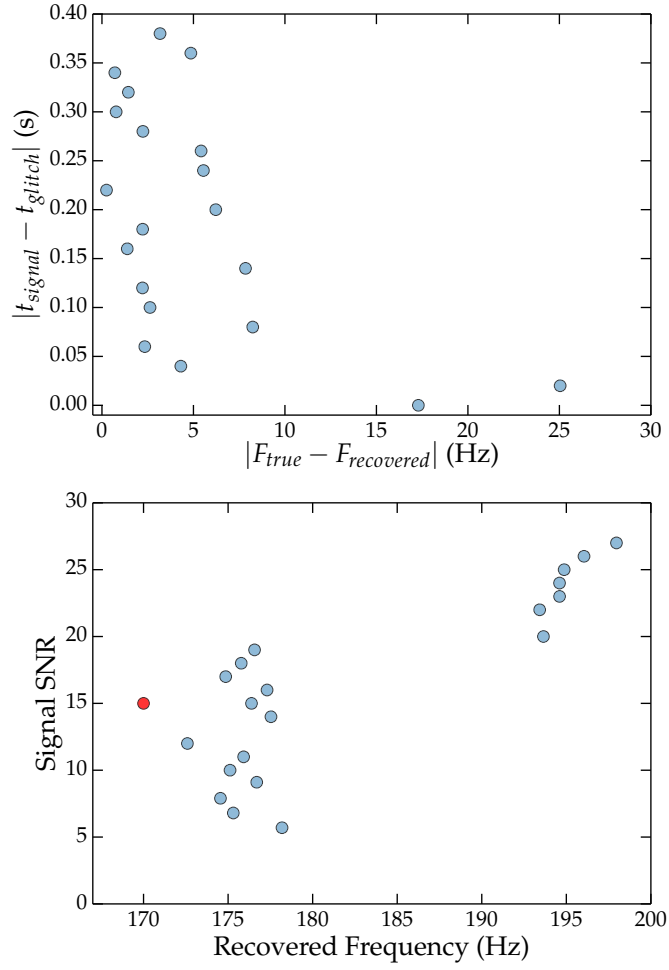 0.40
0.35
0.30
0.25
0.20
0.15
0.10
0.05
0.00
|t_signal − t_glitch| (s)
0 5 10 15 20 25 30
|F_true − F_recovered| (Hz)
30
25
20
15
10
5
0
Signal SNR
170 175 180 185 190 195 200
Recovered Frequency (Hz)